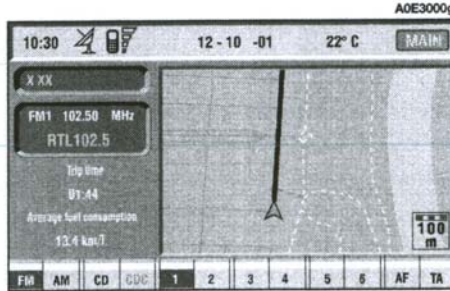 A0E3000g
10:30 12-10-01 22° C MAIN
X XX
FM1 102.50 MHz
RTL102.5
Trip time
01:44
Average fuel consumption
13.4 km/l
100
m
FM AM CD CDC 1 2 3 4 5 6 AF TA